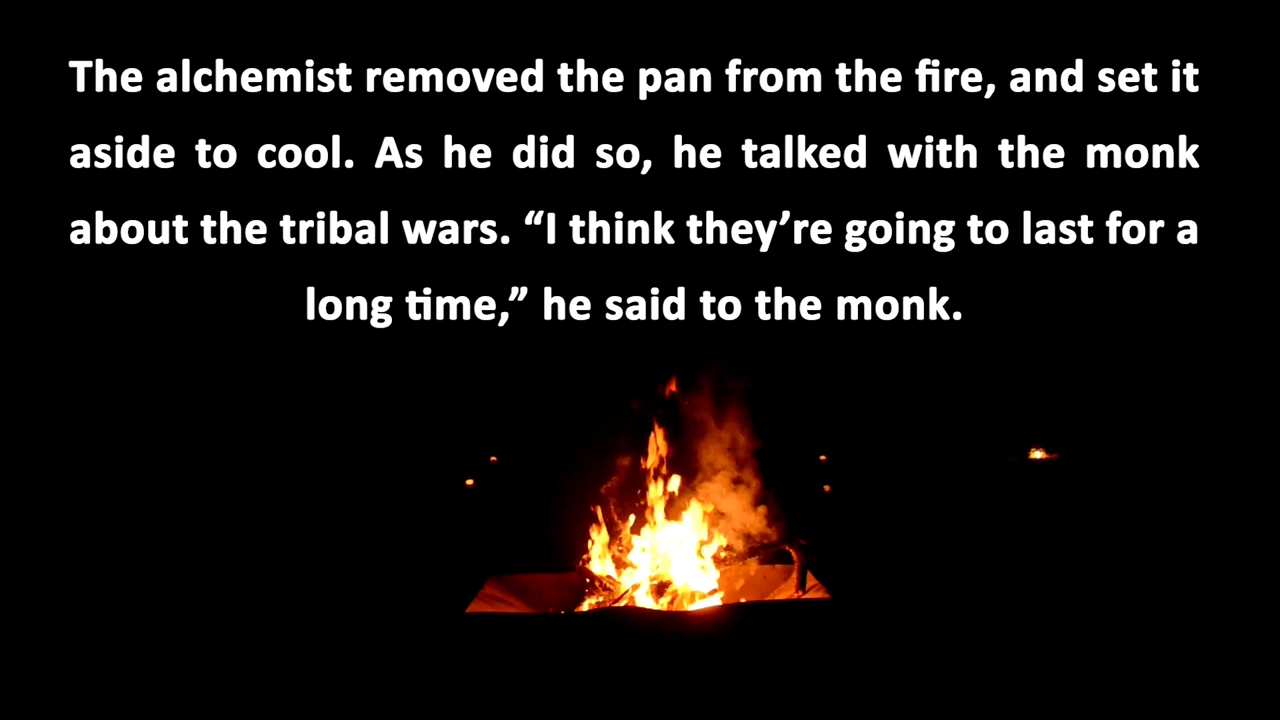 The alchemist removed the pan from the fire, and set it
aside to cool. As he did so, he talked with the monk
about the tribal wars. “I think they’re going to last for a
long time,” he said to the monk.